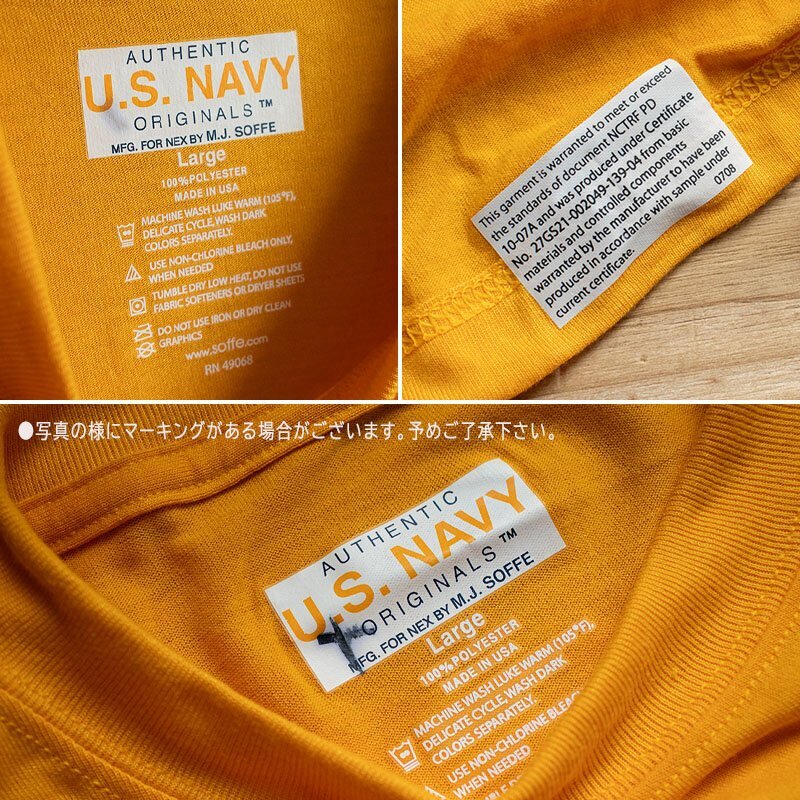 AUTHENTIC
U.S. NAVY
ORIGINALS™
MFG. FOR NEX BY M.J. SOFFE
Large
100% POLYESTER
MADE IN USA
MACHINE WASH LUKE WARM (105°F),
DELICATE CYCLE, WASH DARK
COLORS SEPARATELY.
USE NON-CHLORINE BLEACH ONLY,
WHEN NEEDED
TUMBLE DRY LOW HEAT, DO NOT USE
FABRIC SOFTENERS OR DRYER SHEETS
DO NOT USE IRON OR DRY CLEAN
GRAPHICS
www.soffe.com
RN 49068
This garment is warranted to meet or exceed
the standards of document NCTRF PD
10-07A and was produced under Certificate
No. 27GS21-002049-139-04 from basic
materials and controlled components
warranted by the manufacturer to have been
produced in accordance with sample under
current certificate.
0708
●写真の様にマーキングがある場合がございます。予めご了承下さい。
AUTHENTIC
U.S. NAVY
ORIGINALS™
MFG. FOR NEX BY M.J. SOFFE
Large
100% POLYESTER
MADE IN USA
MACHINE WASH LUKE WARM (105°F),
DELICATE CYCLE, WASH DARK
COLORS SEPARATELY.
USE NON-CHLORINE BLEACH
WHEN NEEDED